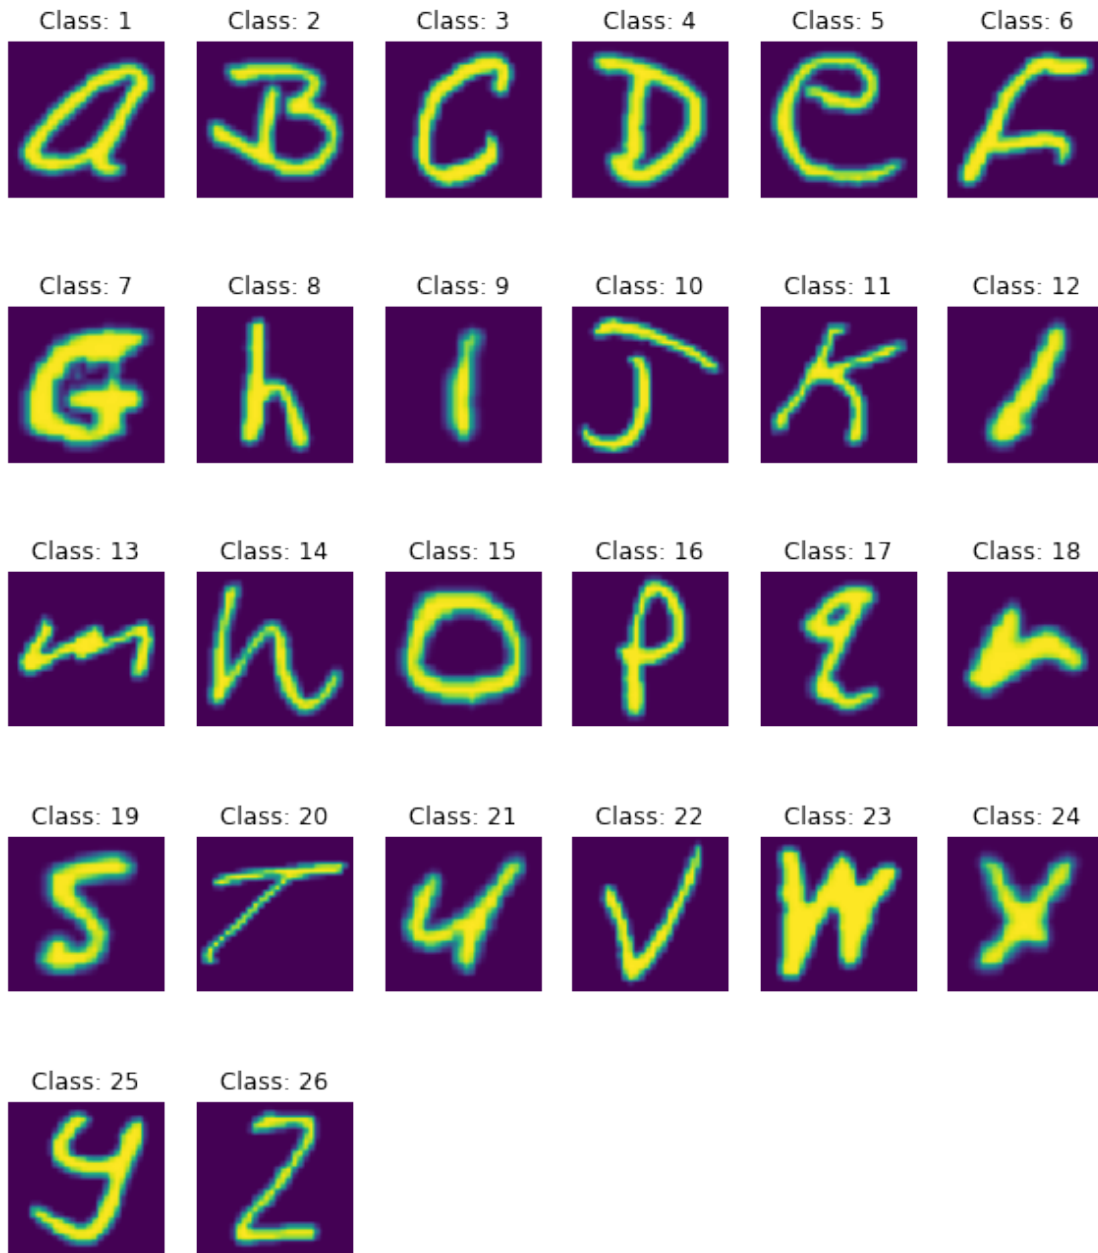 Class: 1 Class: 2 Class: 3 Class: 4 Class: 5 Class: 6
a B C D e F
Class: 7 Class: 8 Class: 9 Class: 10 Class: 11 Class: 12
G h I J K l
Class: 13 Class: 14 Class: 15 Class: 16 Class: 17 Class: 18
m n O p q r
Class: 19 Class: 20 Class: 21 Class: 22 Class: 23 Class: 24
S T u V W X
Class: 25 Class: 26
y Z